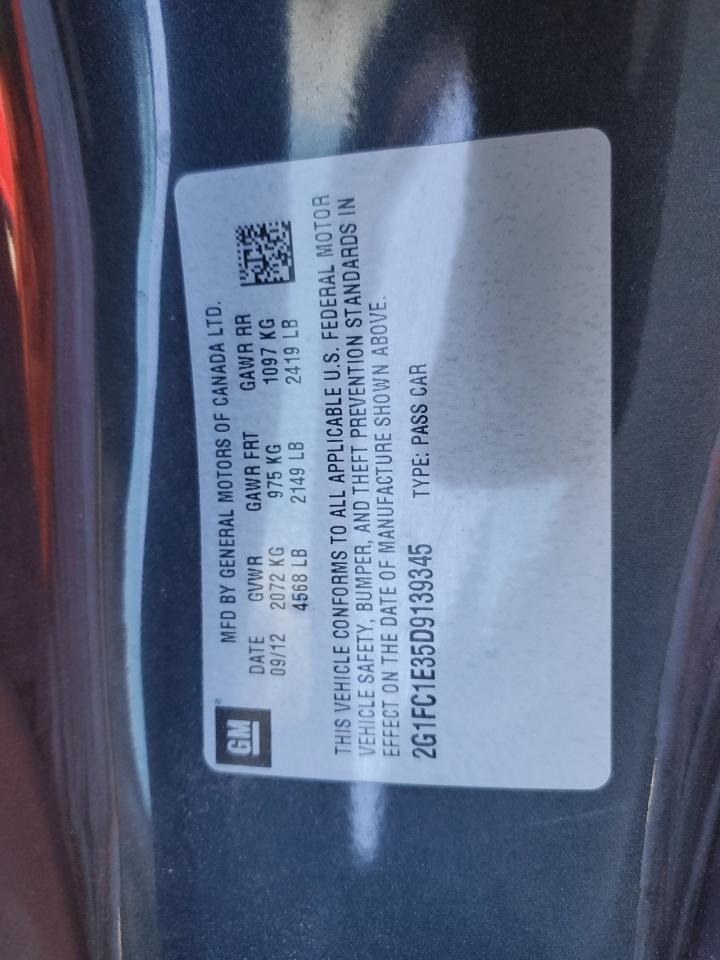 GM®
MFD BY GENERAL MOTORS OF CANADA LTD.
DATE GVWR GAWR FRT GAWR RR
09/12 2072 KG 975 KG 1097 KG
4568 LB 2149 LB 2419 LB
THIS VEHICLE CONFORMS TO ALL APPLICABLE U.S. FEDERAL MOTOR
VEHICLE SAFETY, BUMPER, AND THEFT PREVENTION STANDARDS IN
EFFECT ON THE DATE OF MANUFACTURE SHOWN ABOVE.
2G1FC1E35D9139345 TYPE: PASS CAR